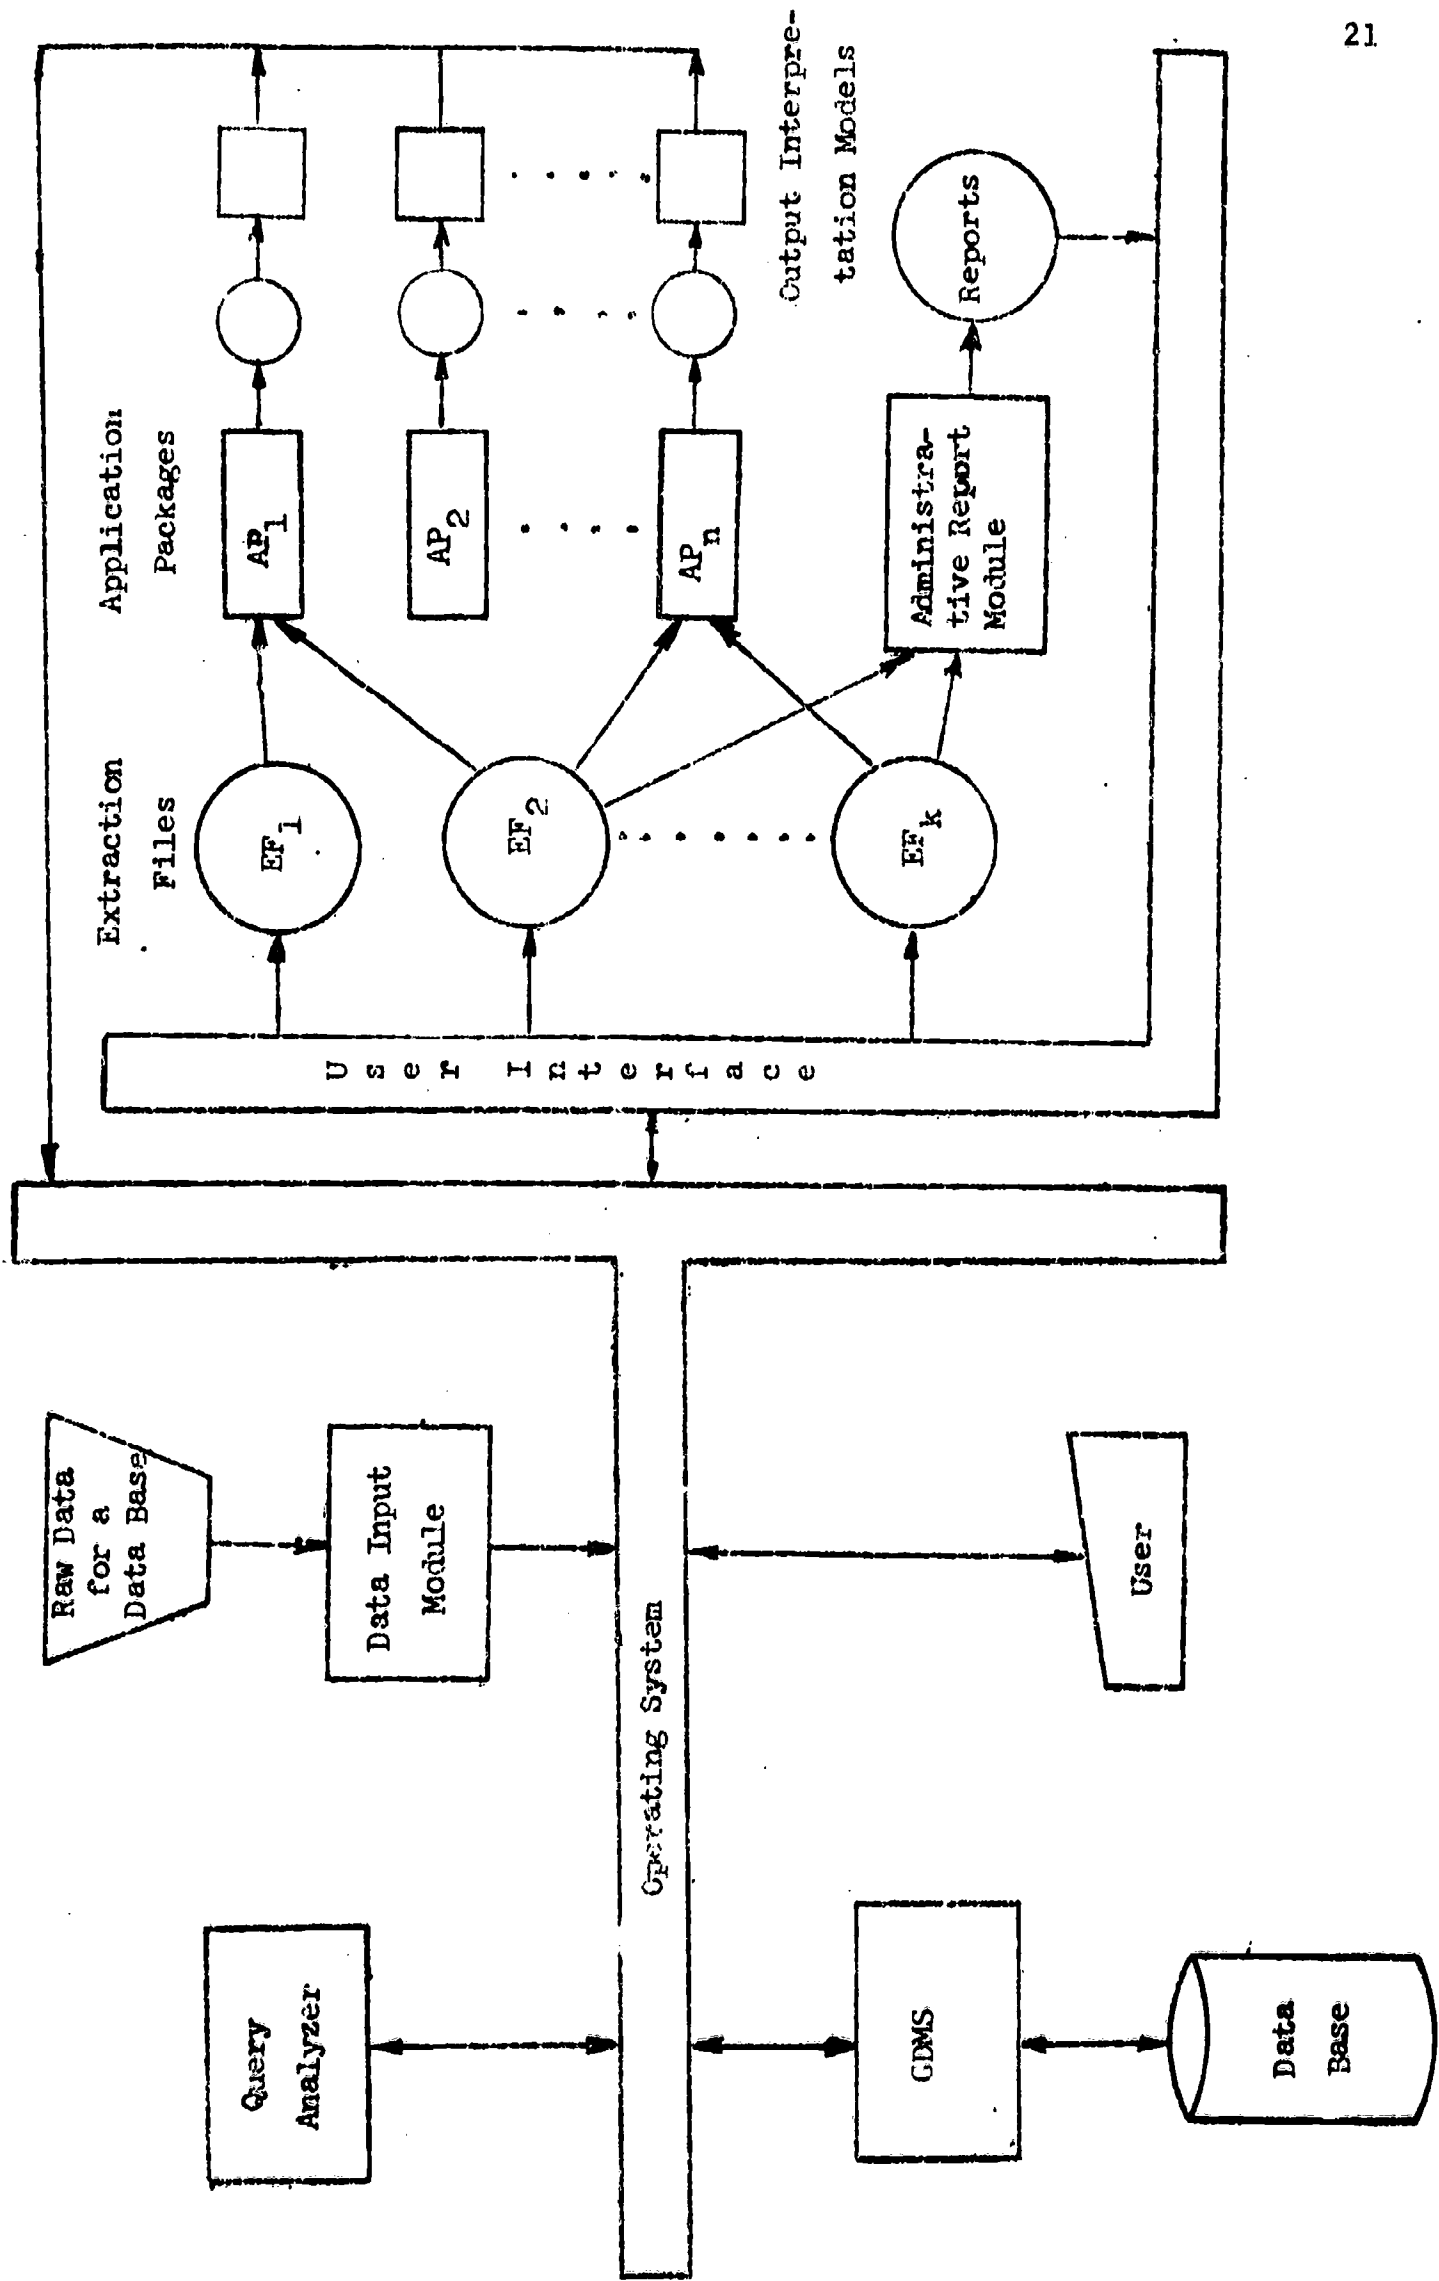 21
Query
Analyzer
Raw Data
for a
Data Base
Data Input
Module
Operating System
GDMS
Data
Base
User
User Interface
Extraction
Files
EF1
EF2
EFk
Application
Packages
AP1
AP2
APn
Administra-
tive Report
Module
Output Interpre-
tation Models
Reports